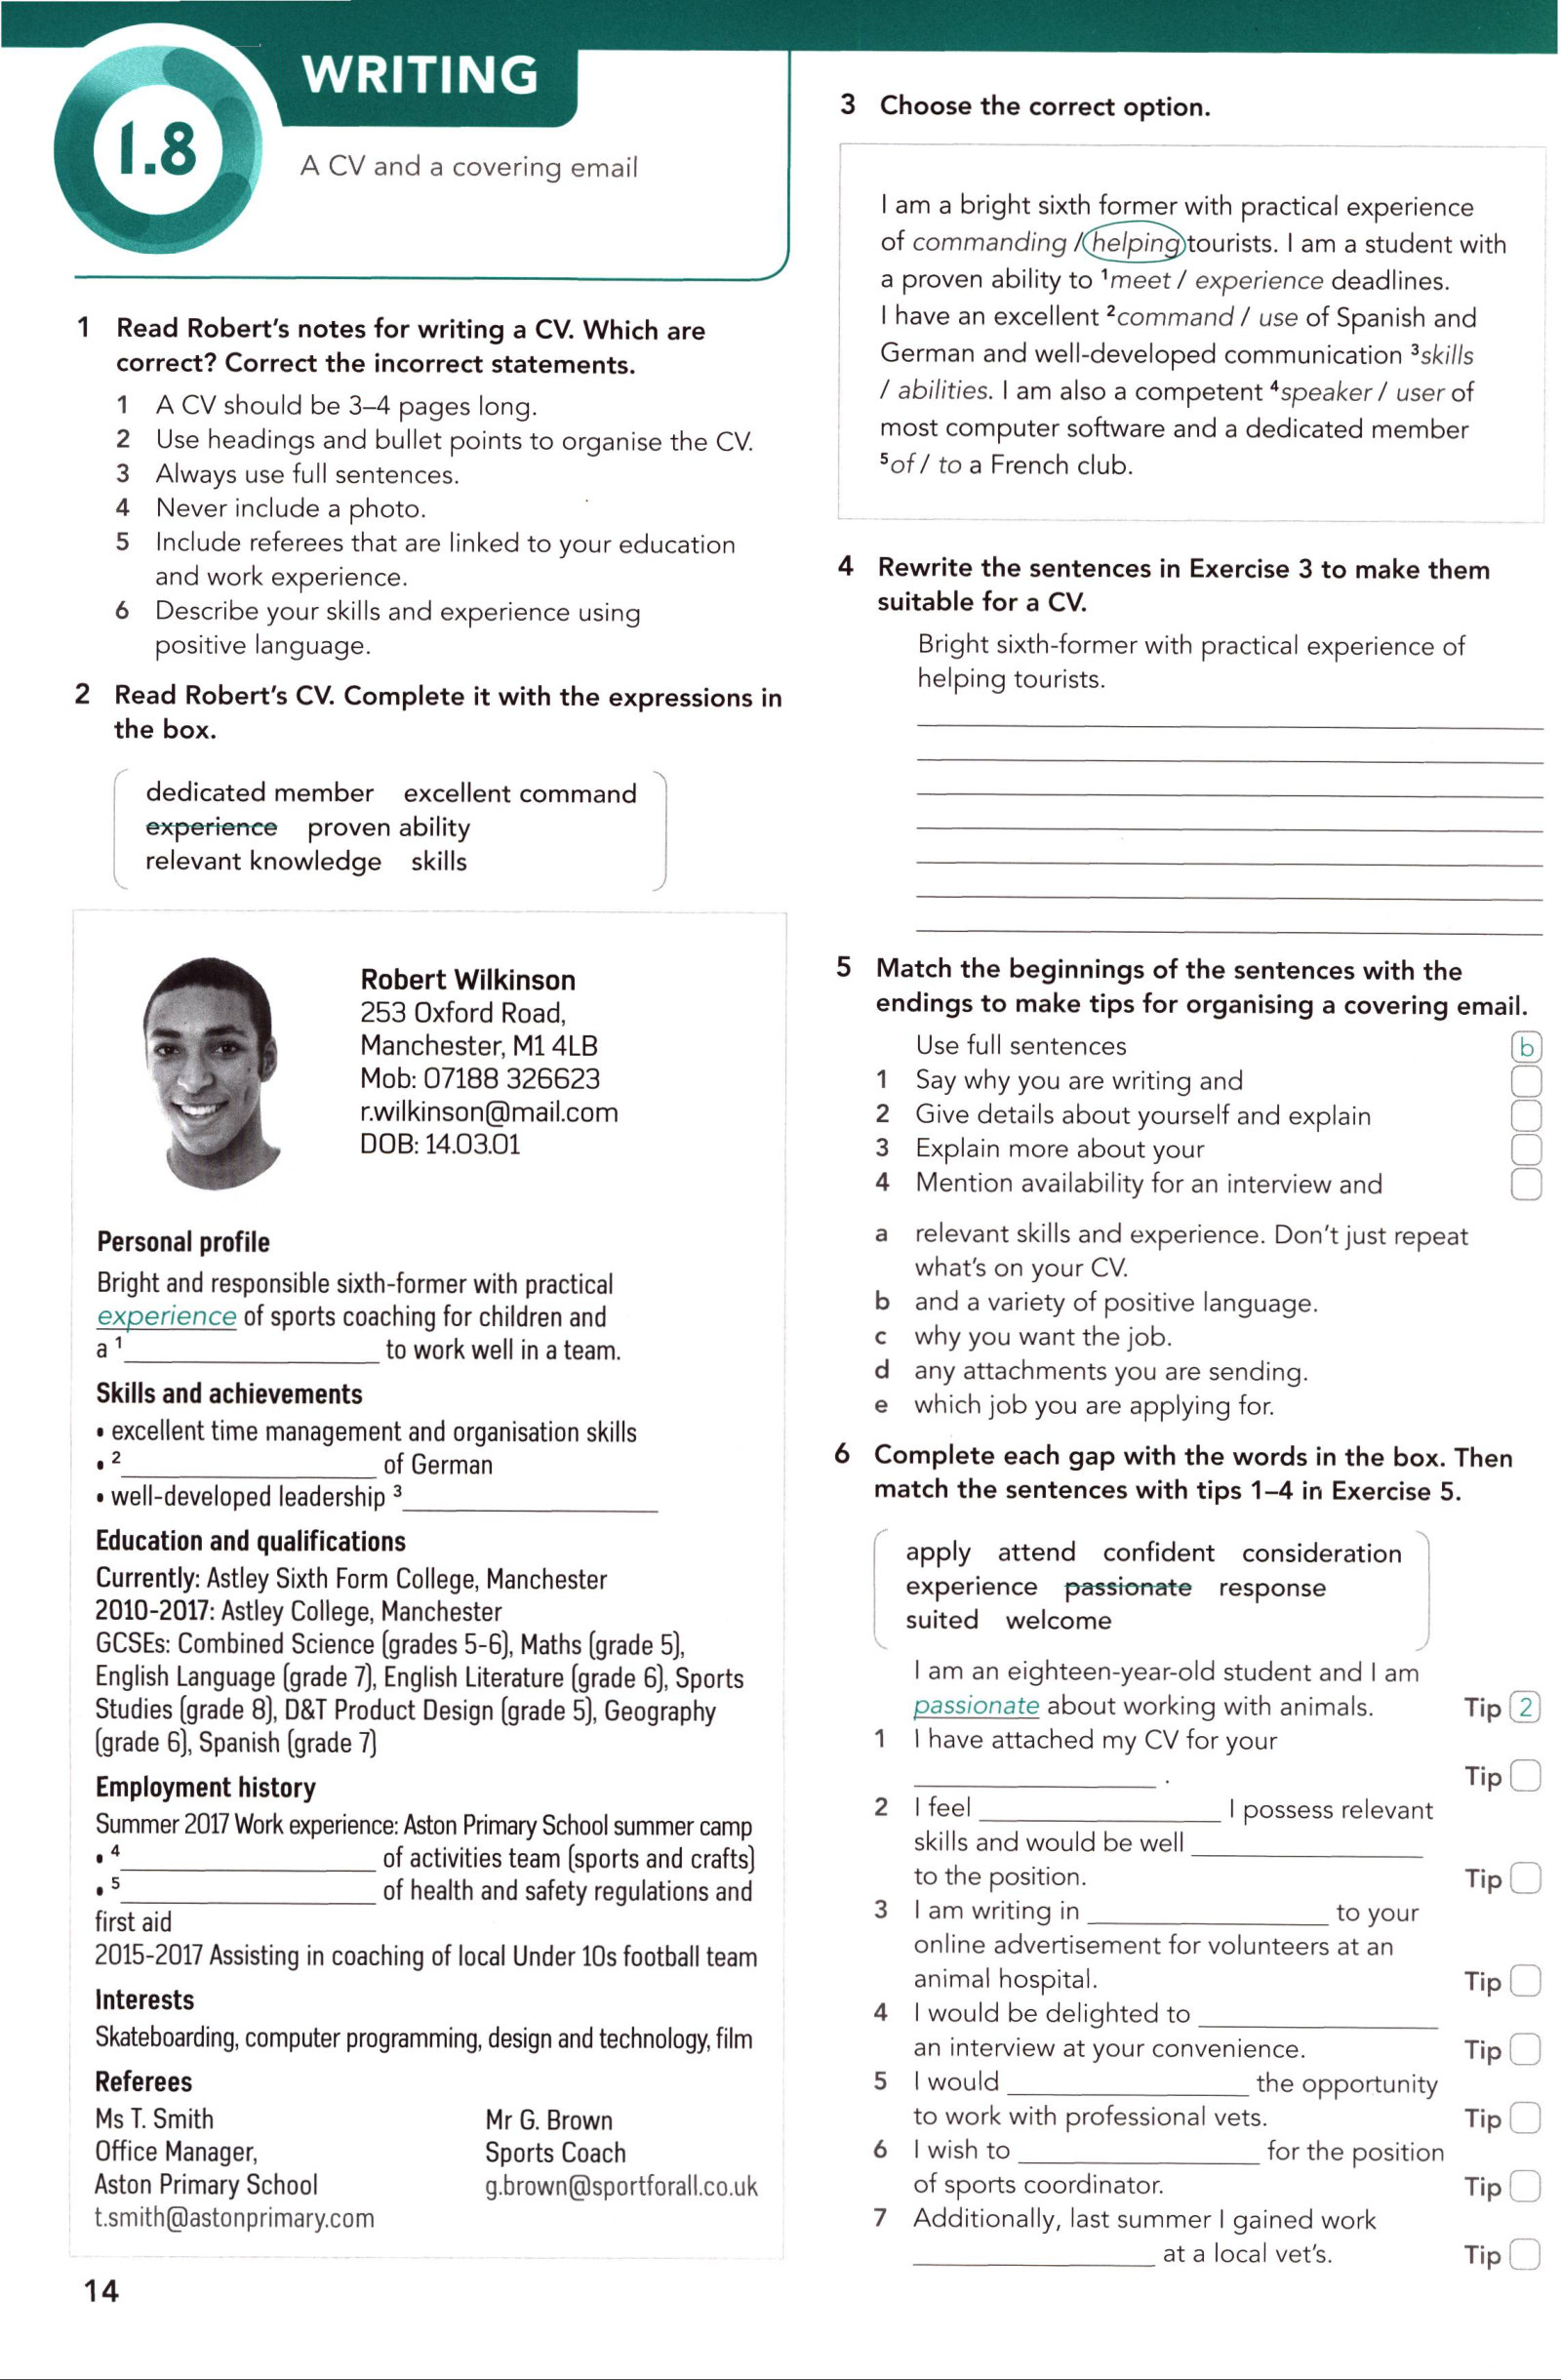 WRITING
1.8
A CV and a covering email
1 Read Robert's notes for writing a CV. Which are
correct? Correct the incorrect statements.
1 A CV should be 3–4 pages long.
2 Use headings and bullet points to organise the CV.
3 Always use full sentences.
4 Never include a photo.
5 Include referees that are linked to your education
and work experience.
6 Describe your skills and experience using
positive language.
2 Read Robert's CV. Complete it with the expressions in
the box.
dedicated member excellent command
experience proven ability
relevant knowledge skills
Robert Wilkinson
253 Oxford Road,
Manchester, M1 4LB
Mob: 07188 326623
r.wilkinson@mail.com
DOB: 14.03.01
Personal profile
Bright and responsible sixth-former with practical
experience of sports coaching for children and
a 1____________ to work well in a team.
Skills and achievements
• excellent time management and organisation skills
• 2____________ of German
• well-developed leadership 3____________
Education and qualifications
Currently: Astley Sixth Form College, Manchester
2010-2017: Astley College, Manchester
GCSEs: Combined Science (grades 5-6), Maths (grade 5),
English Language (grade 7), English Literature (grade 6), Sports
Studies (grade 8), D&T Product Design (grade 5), Geography
(grade 6), Spanish (grade 7)
Employment history
Summer 2017 Work experience: Aston Primary School summer camp
• 4____________ of activities team (sports and crafts)
• 5____________ of health and safety regulations and
first aid
2015-2017 Assisting in coaching of local Under 10s football team
Interests
Skateboarding, computer programming, design and technology, film
Referees
Ms T. Smith
Office Manager,
Aston Primary School
t.smith@astonprimary.com
Mr G. Brown
Sports Coach
g.brown@sportforall.co.uk
14
3 Choose the correct option.
I am a bright sixth former with practical experience
of commanding / helping tourists. I am a student with
a proven ability to 1meet / experience deadlines.
I have an excellent 2command / use of Spanish and
German and well-developed communication 3skills
/ abilities. I am also a competent 4speaker / user of
most computer software and a dedicated member
5of / to a French club.
4 Rewrite the sentences in Exercise 3 to make them
suitable for a CV.
Bright sixth-former with practical experience of
helping tourists.
5 Match the beginnings of the sentences with the
endings to make tips for organising a covering email.
Use full sentences b
1 Say why you are writing and
2 Give details about yourself and explain
3 Explain more about your
4 Mention availability for an interview and
a relevant skills and experience. Don't just repeat
what's on your CV.
b and a variety of positive language.
c why you want the job.
d any attachments you are sending.
e which job you are applying for.
6 Complete each gap with the words in the box. Then
match the sentences with tips 1–4 in Exercise 5.
apply attend confident consideration
experience passionate response
suited welcome
I am an eighteen-year-old student and I am
passionate about working with animals. Tip 2
1 I have attached my CV for your
____________ . Tip
2 I feel ____________ I possess relevant
skills and would be well ____________
to the position. Tip
3 I am writing in ____________ to your
online advertisement for volunteers at an
animal hospital. Tip
4 I would be delighted to ____________
an interview at your convenience. Tip
5 I would ____________ the opportunity
to work with professional vets. Tip
6 I wish to ____________ for the position
of sports coordinator. Tip
7 Additionally, last summer I gained work
____________ at a local vet's. Tip